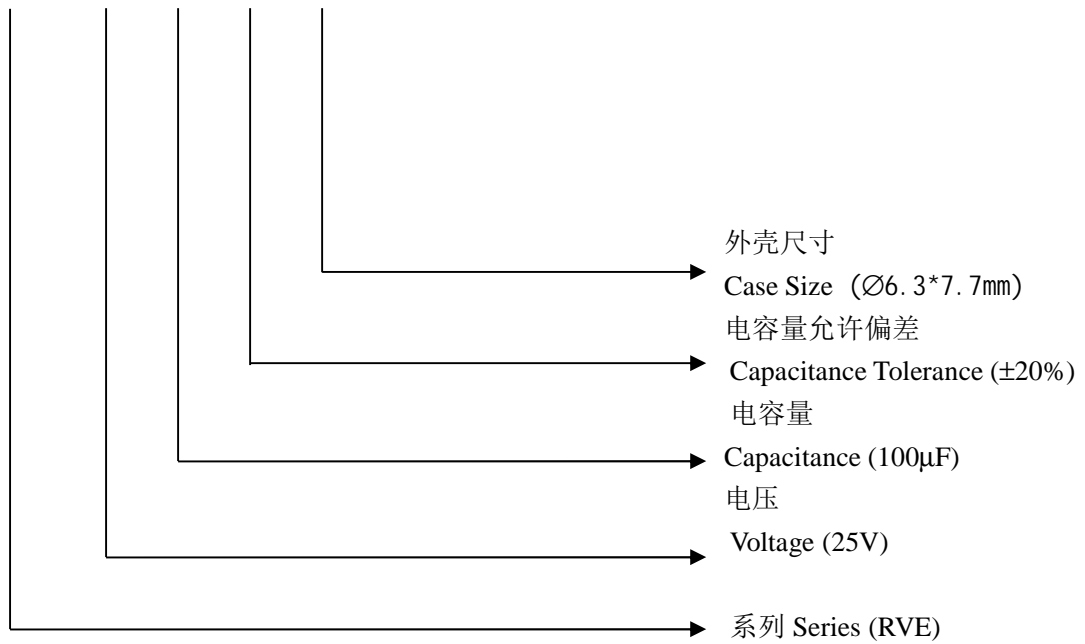 外壳尺寸
Case Size (∅6.3*7.7mm)
电容量允许偏差
Capacitance Tolerance (±20%)
电容量
Capacitance (100μF)
电压
Voltage (25V)
系列 Series (RVE)